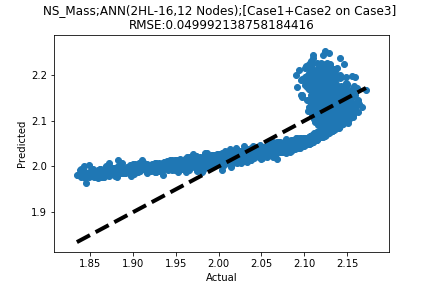 NS_Mass;ANN(2HL-16,12 Nodes);[Case1+Case2 on Case3]
RMSE:0.049992138758184416
2.2
2.1
2.0
1.9
Predicted
1.85 1.90 1.95 2.00 2.05 2.10 2.15
Actual